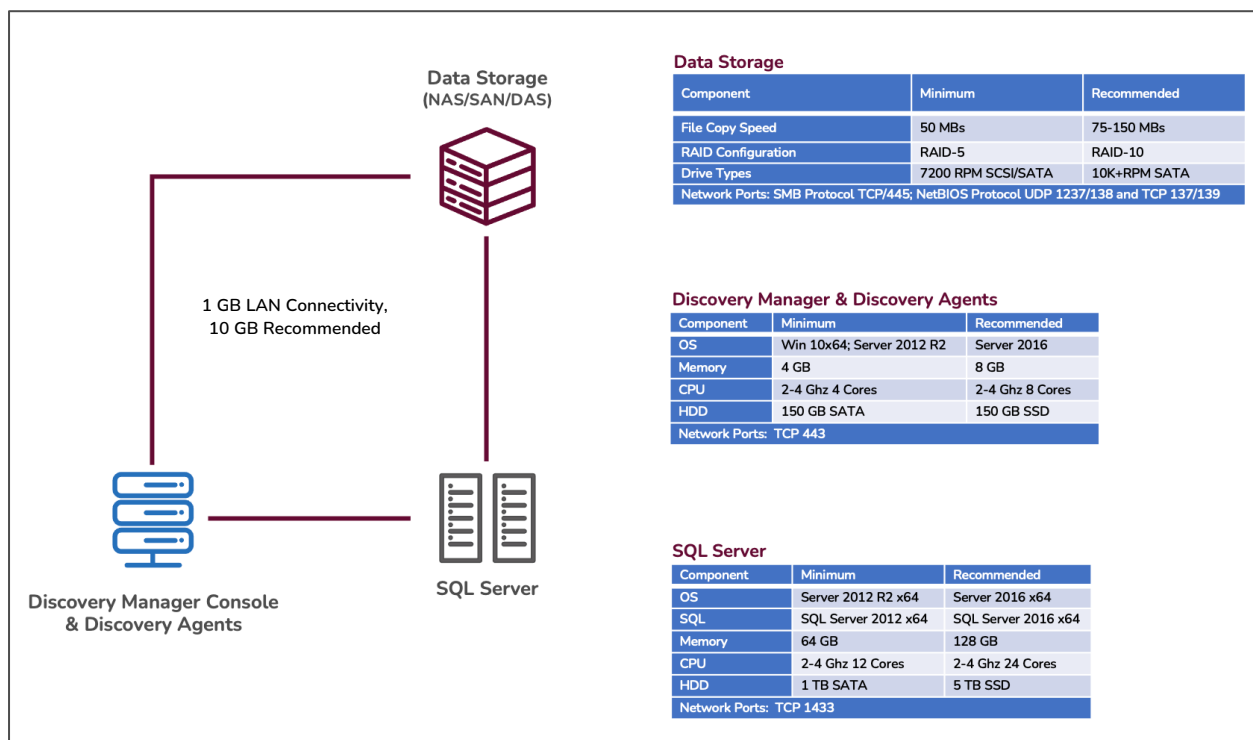 Data Storage
(NAS/SAN/DAS)
1 GB LAN Connectivity,
10 GB Recommended
Discovery Manager Console
& Discovery Agents
SQL Server
Data Storage
Component Minimum Recommended
File Copy Speed 50 MBs 75-150 MBs
RAID Configuration RAID-5 RAID-10
Drive Types 7200 RPM SCSI/SATA 10K+RPM SATA
Network Ports: SMB Protocol TCP/445; NetBIOS Protocol UDP 1237/138 and TCP 137/139
Discovery Manager & Discovery Agents
Component Minimum Recommended
OS Win 10x64; Server 2012 R2 Server 2016
Memory 4 GB 8 GB
CPU 2-4 Ghz 4 Cores 2-4 Ghz 8 Cores
HDD 150 GB SATA 150 GB SSD
Network Ports: TCP 443
SQL Server
Component Minimum Recommended
OS Server 2012 R2 x64 Server 2016 x64
SQL SQL Server 2012 x64 SQL Server 2016 x64
Memory 64 GB 128 GB
CPU 2-4 Ghz 12 Cores 2-4 Ghz 24 Cores
HDD 1 TB SATA 5 TB SSD
Network Ports: TCP 1433